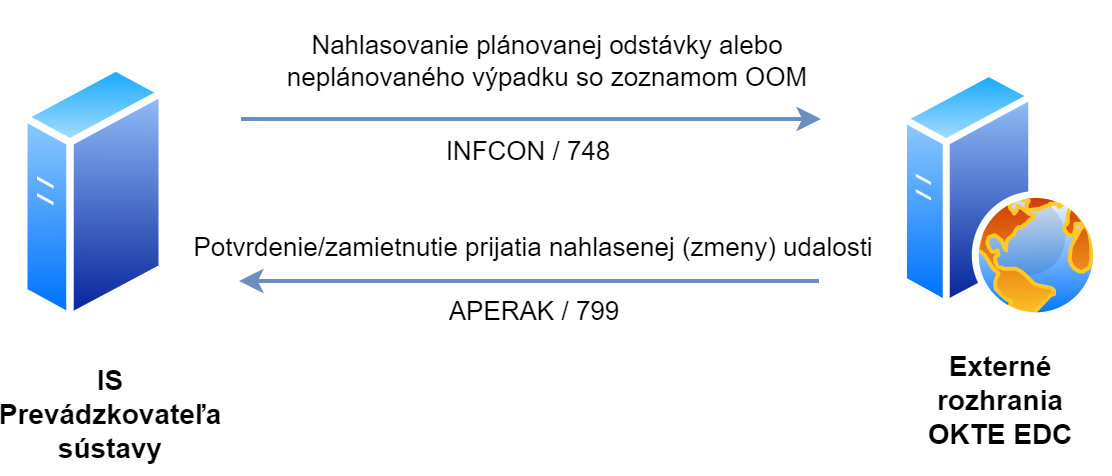 Nahlasovanie plánovanej odstávky alebo
neplánovaného výpadku so zoznamom OOM
INFCON / 748
Potvrdenie/zamietnutie prijatia nahlasenej (zmeny) udalosti
APERAK / 799
IS
Prevádzkovateľa
sústavy
Externé
rozhrania
OKTE EDC